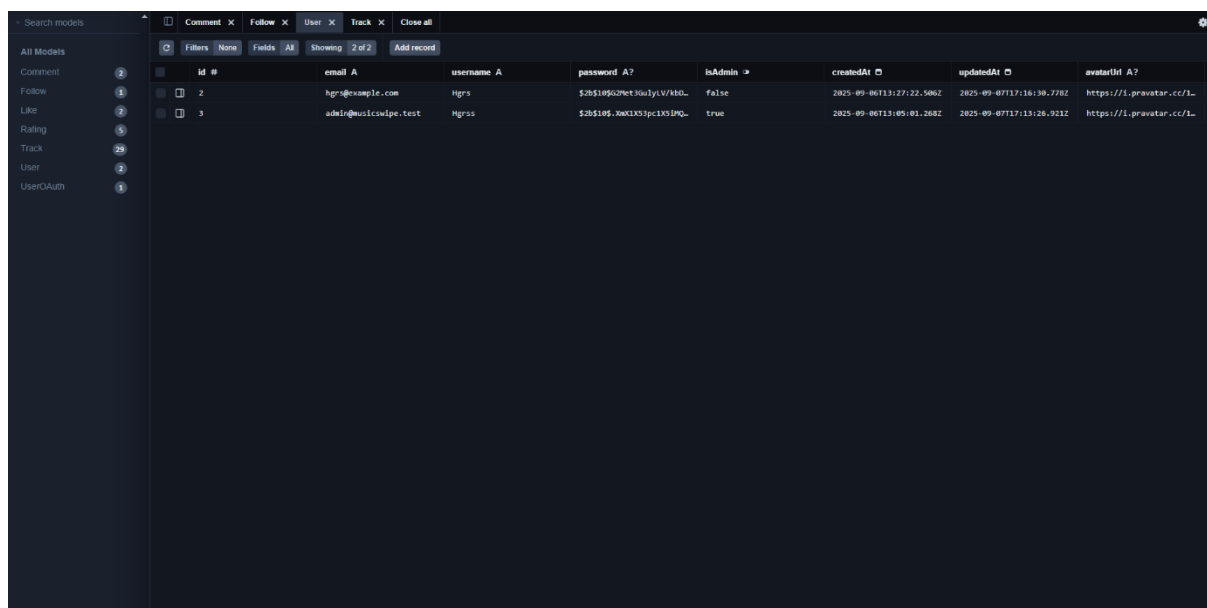 Search models
Comment X Follow X User X Track X Close all
All Models
Filters None Fields All Showing 2 of 2 Add record
Comment 2
Follow 1
Like 2
Rating 5
Track 29
User 2
UserOAuth 1
id # email A username A password A? isAdmin createdAt updatedAt avatarUrl A?
2 hgrs@example.com Hgrs false 2025-09-06T13:27:22.506Z 2025-09-07T17:16:30.778Z https://i.pravatar.cc/1…
3 admin@musicswipe.test Hgrss true 2025-09-06T13:05:01.268Z 2025-09-07T17:13:26.921Z https://i.pravatar.cc/1…